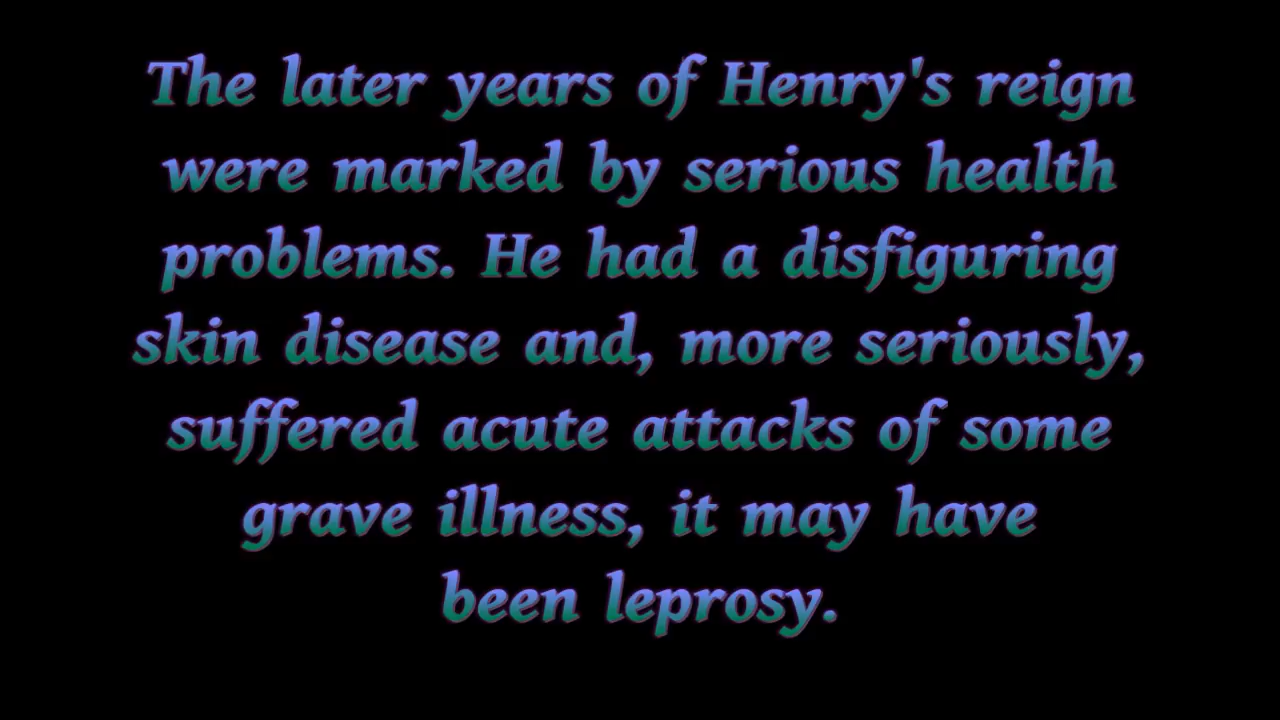 The later years of Henry's reign
were marked by serious health
problems. He had a disfiguring
skin disease and, more seriously,
suffered acute attacks of some
grave illness, it may have
been leprosy.